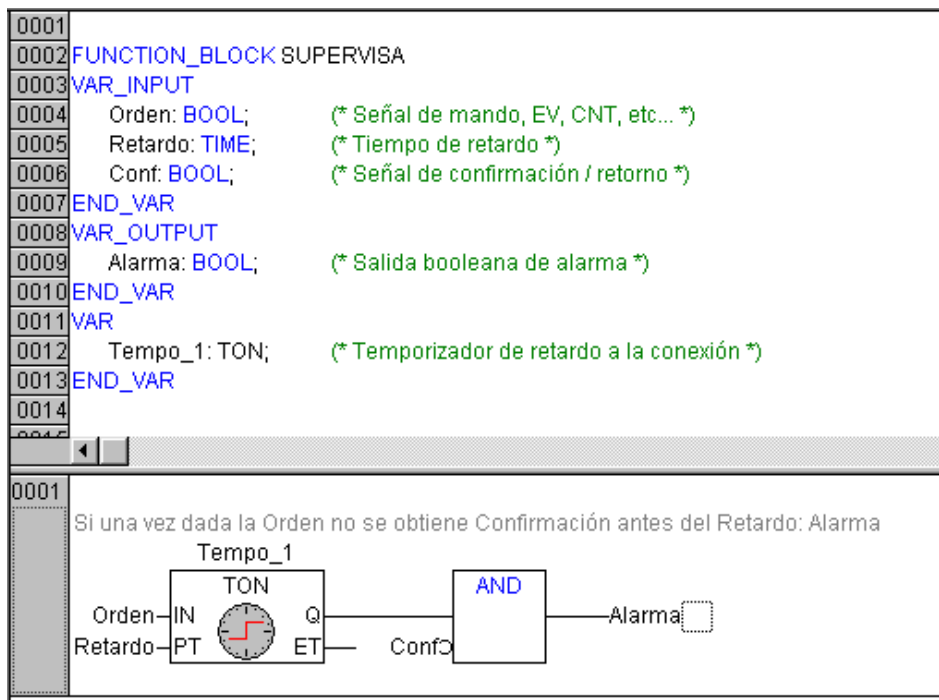 0001
0002 FUNCTION_BLOCK SUPERVISA
0003 VAR_INPUT
0004 Orden: BOOL; (* Señal de mando, EV, CNT, etc... *)
0005 Retardo: TIME; (* Tiempo de retardo *)
0006 Conf: BOOL; (* Señal de confirmación / retorno *)
0007 END_VAR
0008 VAR_OUTPUT
0009 Alarma: BOOL; (* Salida booleana de alarma *)
0010 END_VAR
0011 VAR
0012 Tempo_1: TON; (* Temporizador de retardo a la conexión *)
0013 END_VAR
0014
0001
Si una vez dada la Orden no se obtiene Confirmación antes del Retardo: Alarma
Tempo_1
TON AND
Orden IN Q Alarma
Retardo PT ET Conf